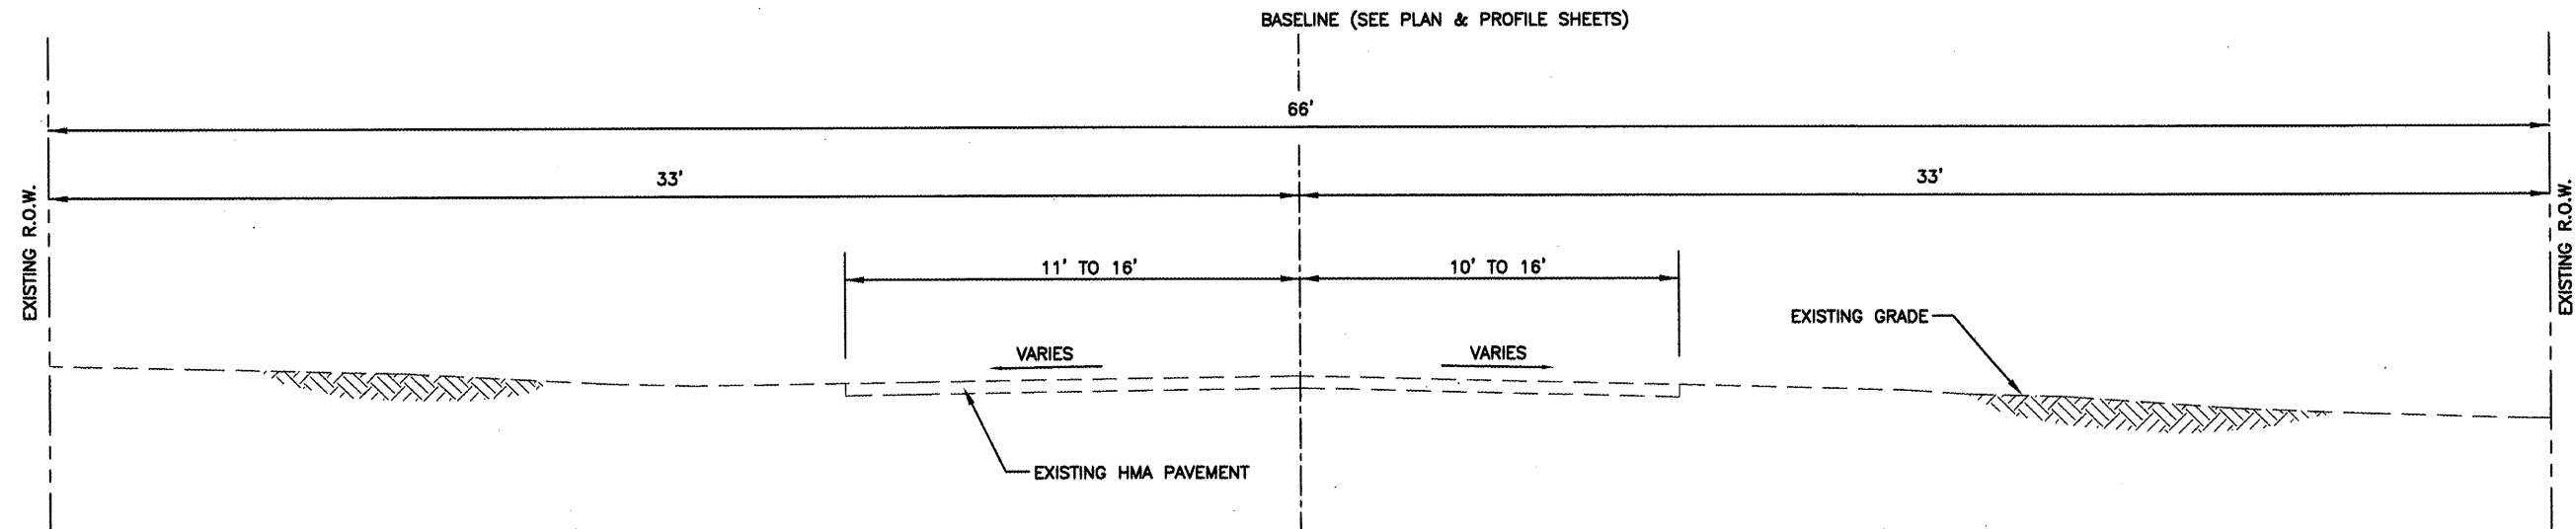 BASELINE (SEE PLAN & PROFILE SHEETS)
66'
33'
33'
EXISTING R.O.W.
EXISTING R.O.W.
11' TO 16'
10' TO 16'
EXISTING GRADE
VARIES
VARIES
EXISTING HMA PAVEMENT